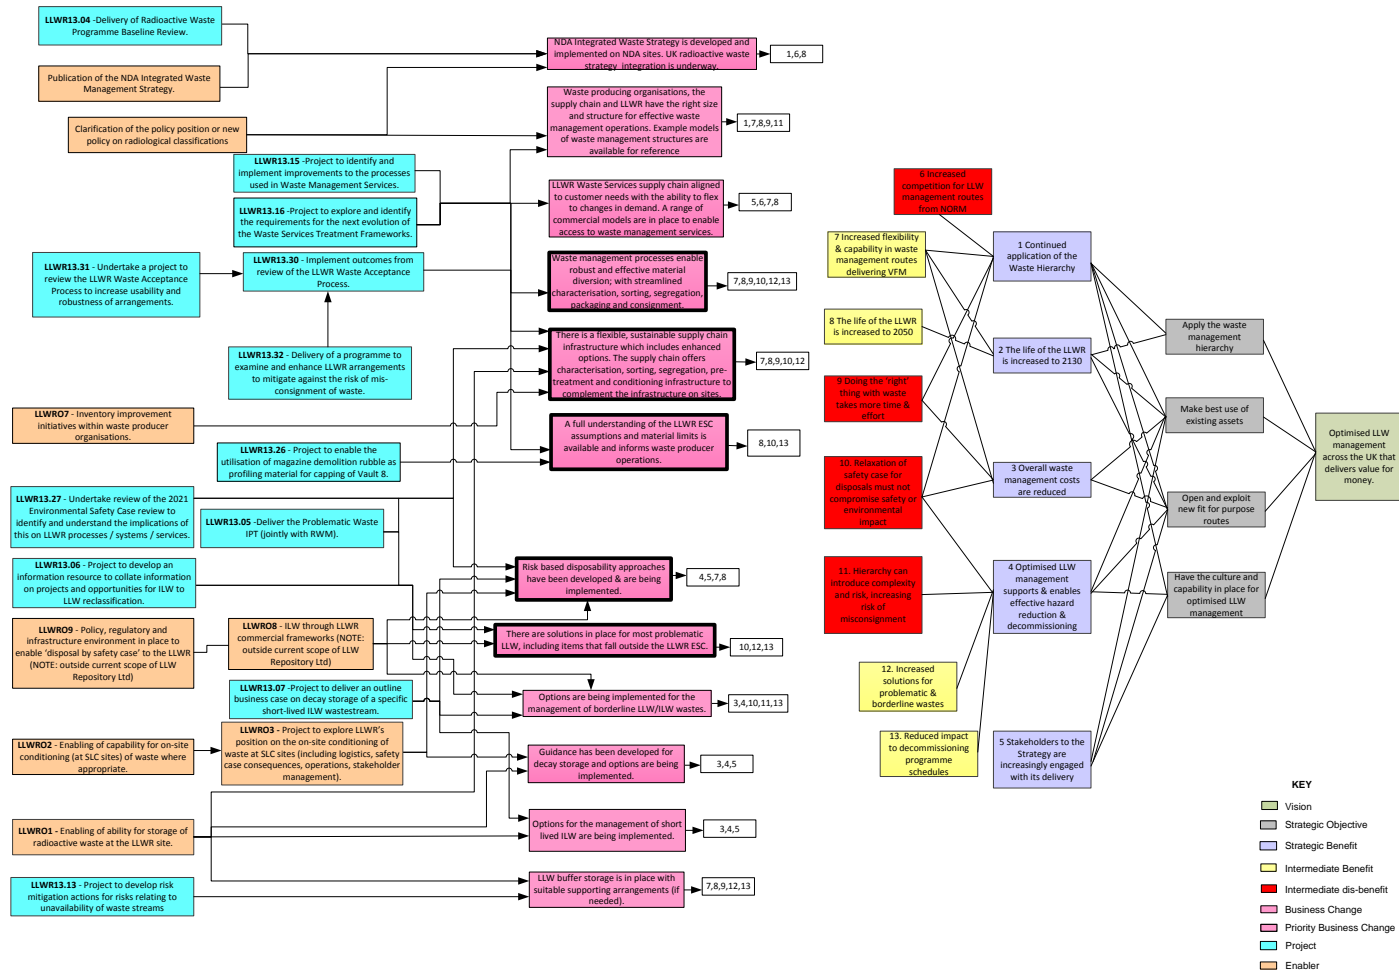 LLWR13.04 -Delivery of Radioactive Waste
Programme Baseline Review.
Publication of the NDA Integrated Waste
Management Strategy.
Clarification of the policy position or new
policy on radiological classifications
LLWR13.15 -Project to identify and
implement improvements to the processes
used in Waste Management Services.
LLWR13.16 -Project to explore and identify
the requirements for the next evolution of
the Waste Services Treatment Frameworks.
LLWR13.31 - Undertake a project to
review the LLWR Waste Acceptance
Process to increase usability and
robustness of arrangements.
LLWR13.30 - Implement outcomes from
review of the LLWR Waste Acceptance
Process.
LLWR13.32 - Delivery of a programme to
examine and enhance LLWR arrangements
to mitigate against the risk of mis-
consignment of waste.
LLWRO7 - Inventory improvement
initiatives within waste producer
organisations.
LLWR13.26 - Project to enable the
utilisation of magazine demolition rubble as
profiling material for capping of Vault 8.
LLWR13.27 - Undertake review of the 2021
Environmental Safety Case review to
identify and understand the implications of
this on LLWR processes / systems / services.
LLWR13.05 -Deliver the Problematic Waste
IPT (jointly with RWM).
LLWR13.06 - Project to develop an
information resource to collate information
on projects and opportunities for ILW to
LLW reclassification.
LLWRO9 – Policy, regulatory and
infrastructure environment in place to
enable 'disposal by safety case' to the LLWR
(NOTE: outside current scope of LLW
Repository Ltd)
LLWRO8 – ILW through LLWR
commercial frameworks (NOTE:
outside current scope of LLW
Repository Ltd)
LLWR13.07 -Project to deliver an outline
business case on decay storage of a specific
short-lived ILW wastestream.
LLWRO2 – Enabling of capability for on-site
conditioning (at SLC sites) of waste where
appropriate.
LLWRO3 – Project to explore LLWR's
position on the on-site conditioning of
waste at SLC sites (including logistics, safety
case consequences, operations, stakeholder
management).
LLWRO1 - Enabling of ability for storage of
radioactive waste at the LLWR site.
LLWR13.13 - Project to develop risk
mitigation actions for risks relating to
unavailability of waste streams
NDA Integrated Waste Strategy is developed and
implemented on NDA sites. UK radioactive waste
strategy integration is underway.
1,6,8
Waste producing organisations, the
supply chain and LLWR have the right size
and structure for effective waste
management operations. Example models
of waste management structures are
available for reference
1,7,8,9,11
LLWR Waste Services supply chain aligned
to customer needs with the ability to flex
to changes in demand. A range of
commercial models are in place to enable
access to waste management services.
5,6,7,8
Waste management processes enable
robust and effective material
diversion; with streamlined
characterisation, sorting, segregation,
packaging and consignment.
7,8,9,10,12,13
There is a flexible, sustainable supply chain
infrastructure which includes enhanced
options. The supply chain offers
characterisation, sorting, segregation, pre-
treatment and conditioning infrastructure to
complement the infrastructure on sites.
7,8,9,10,12
A full understanding of the LLWR ESC
assumptions and material limits is
available and informs waste producer
operations.
8,10,13
Risk based disposability approaches
have been developed & are being
implemented.
4,5,7,8
There are solutions in place for most problematic
LLW, including items that fall outside the LLWR ESC.
10,12,13
Options are being implemented for the
management of borderline LLW/ILW wastes.
3,4,10,11,13
Guidance has been developed for
decay storage and options are being
implemented.
3,4,5
Options for the management of short
lived ILW are being implemented.
3,4,5
LLW buffer storage is in place with
suitable supporting arrangements (if
needed).
7,8,9,12,13
6 Increased
competition for LLW
management routes
from NORM
7 Increased flexibility
& capability in waste
management routes
delivering VFM
8 The life of the LLWR
is increased to 2050
9 Doing the 'right'
thing with waste
takes more time &
effort
10. Relaxation of
safety case for
disposals must not
compromise safety or
environmental
impact
11. Hierarchy can
introduce complexity
and risk, increasing
risk of
misconsignment
12. Increased
solutions for
problematic &
borderline wastes
13. Reduced impact
to decommissioning
programme
schedules
1 Continued
application of the
Waste Hierarchy
2 The life of the LLWR
is increased to 2130
3 Overall waste
management costs
are reduced
4 Optimised LLW
management
supports & enables
effective hazard
reduction &
decommissioning
5 Stakeholders to the
Strategy are
increasingly engaged
with its delivery
Apply the waste
management
hierarchy
Make best use of
existing assets
Open and exploit
new fit for purpose
routes
Have the culture and
capability in place for
optimised LLW
management
Optimised LLW
management
across the UK that
delivers value for
money.
KEY
Vision
Strategic Objective
Strategic Benefit
Intermediate Benefit
Intermediate dis-benefit
Business Change
Priority Business Change
Project
Enabler